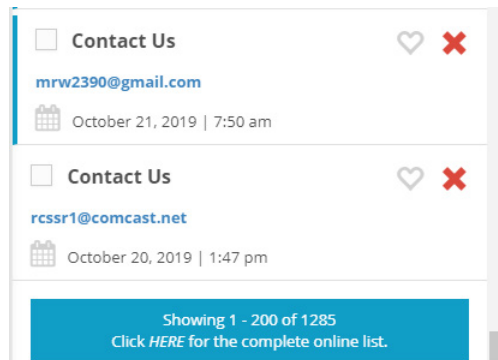 Contact Us
mrw2390@gmail.com
October 21, 2019 | 7:50 am
Contact Us
rcssr1@comcast.net
October 20, 2019 | 1:47 pm
Showing 1 - 200 of 1285
Click HERE for the complete online list.